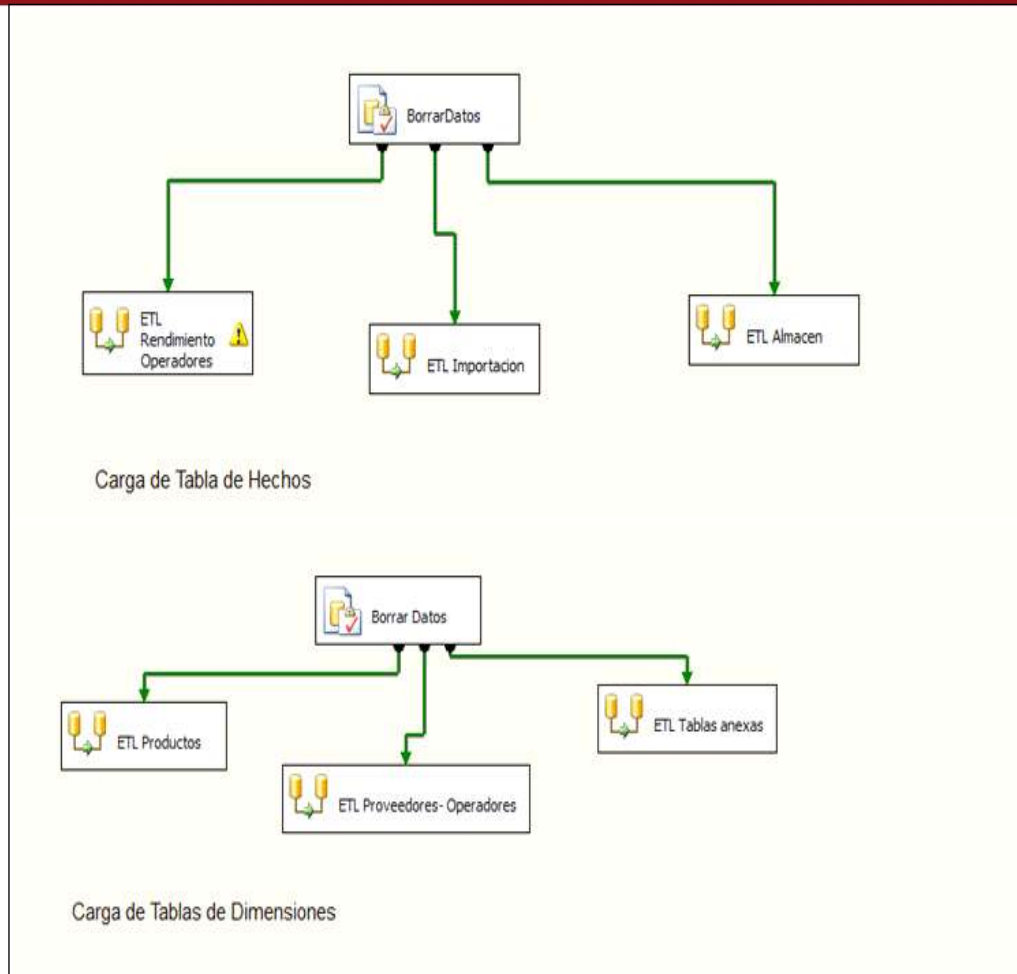 BorrarDatos
ETL
Rendimiento
Operadores
ETL Importacion
ETL Almacen
Carga de Tabla de Hechos
Borrar Datos
ETL Productos
ETL Proveedores- Operadores
ETL Tablas anexas
Carga de Tablas de Dimensiones